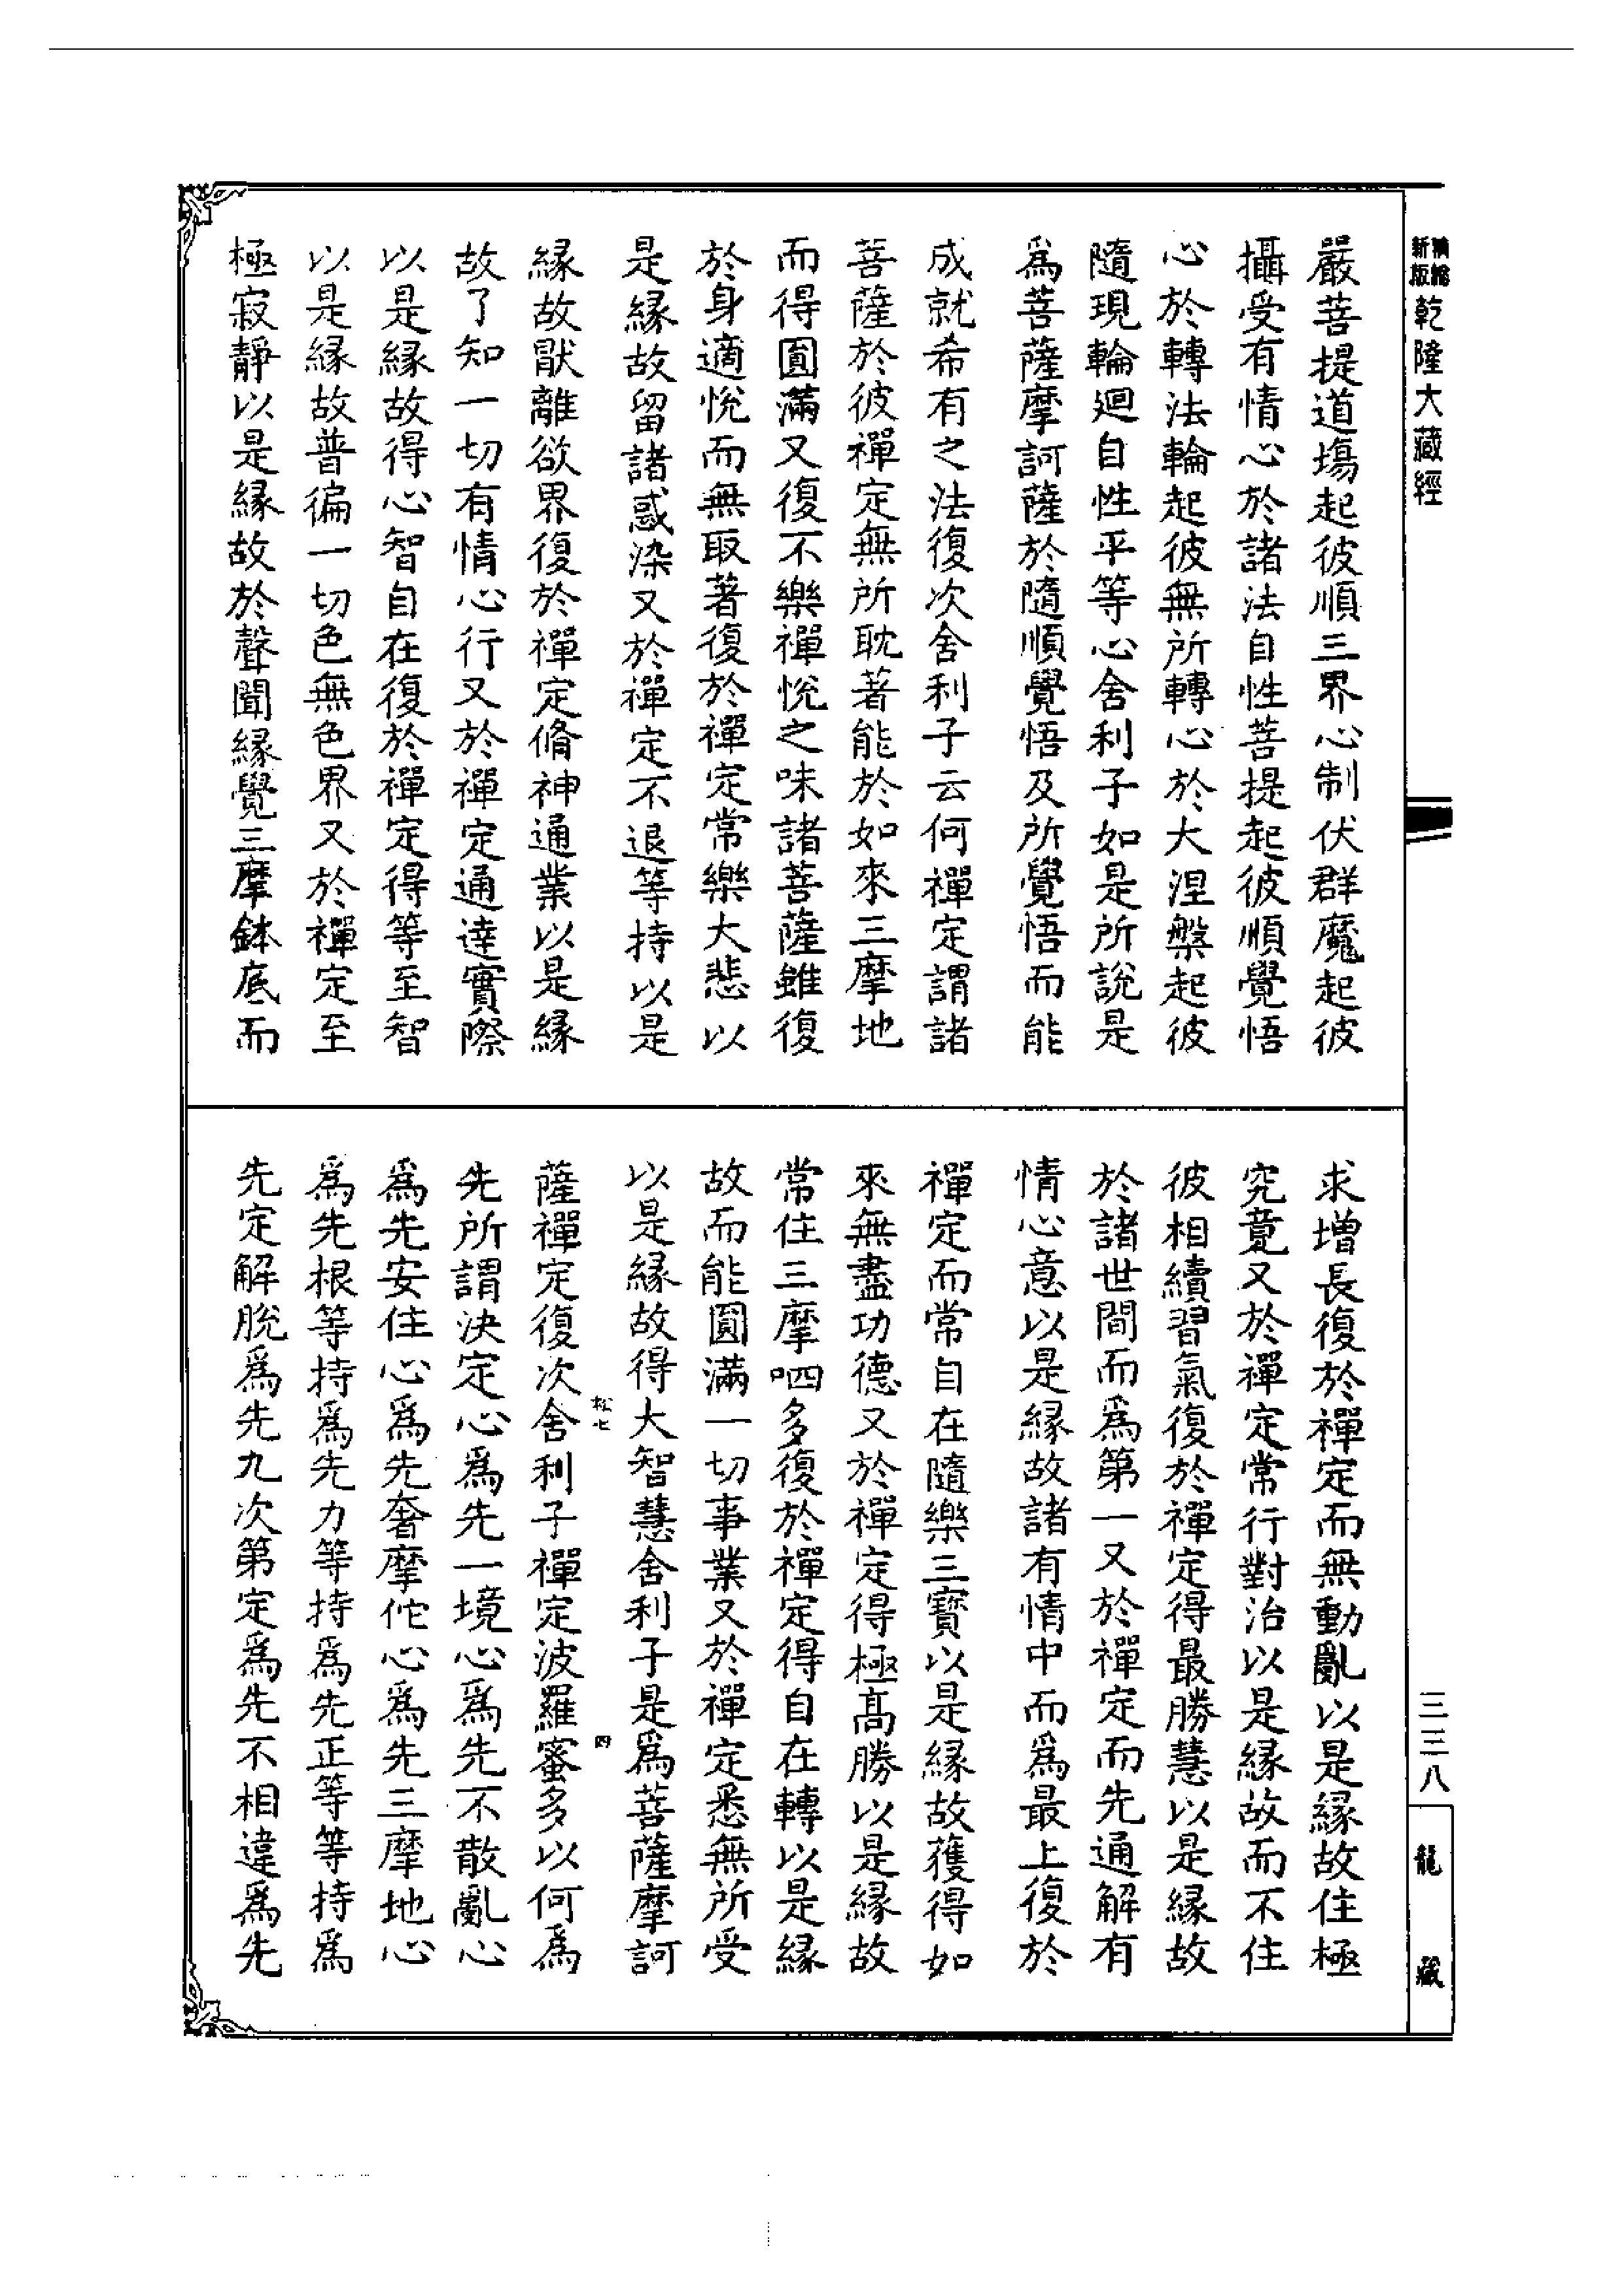 新版
精縮
乾隆大藏經
嚴菩提道塲起彼順三界心制伏群魔起彼
攝受有情心於諸法自性菩提起彼順覺悟
心於轉法輪起彼無所轉心於大涅槃起彼
隨現輪廻自性平等心舍利子如是所說是
爲菩薩摩訶薩於隨順覺悟及所覺悟而能
成就希有之法復次舍利子云何禪定謂諸
菩薩於彼禪定無所耽著能於如來三摩地
而得圓滿又復不樂禪悅之味諸菩薩雖復
於身適悅而無取著復於禪定常樂大悲以
是緣故留諸惑染又於禪定不退等持以是
緣故猒離欲界復於禪定脩神通業以是緣
故了知一切有情心行又於禪定通達實際
以是緣故得心智自在復於禪定得等至智
以是緣故普徧一切色無色界又於禪定至
極寂靜以是緣故於聲聞緣覺三摩鉢底而
求增長復於禪定而無動亂以是緣故住極
究竟又於禪定常行對治以是緣故而不住
彼相續習氣復於禪定得最勝慧以是緣故
於諸世間而爲第一又於禪定而先通解有
情心意以是緣故諸有情中而爲最上復於
禪定而常自在隨樂三寶以是緣故獲得如
來無盡功德又於禪定得極髙勝以是緣故
常住三摩呬多復於禪定得自在轉以是緣
故而能圓滿一切事業又於禪定悉無所受
以是緣故得大智慧舍利子是爲菩薩摩訶
松七
四
薩禪定復次舍利子禪定波羅蜜多以何爲
先所謂決定心爲先一境心爲先不散亂心
爲先安住心爲先奢摩佗心爲先三摩地心
爲先根等持爲先力等持爲先正等等持爲
先定解脫爲先九次第定爲先不相違爲先
三三八
龍藏